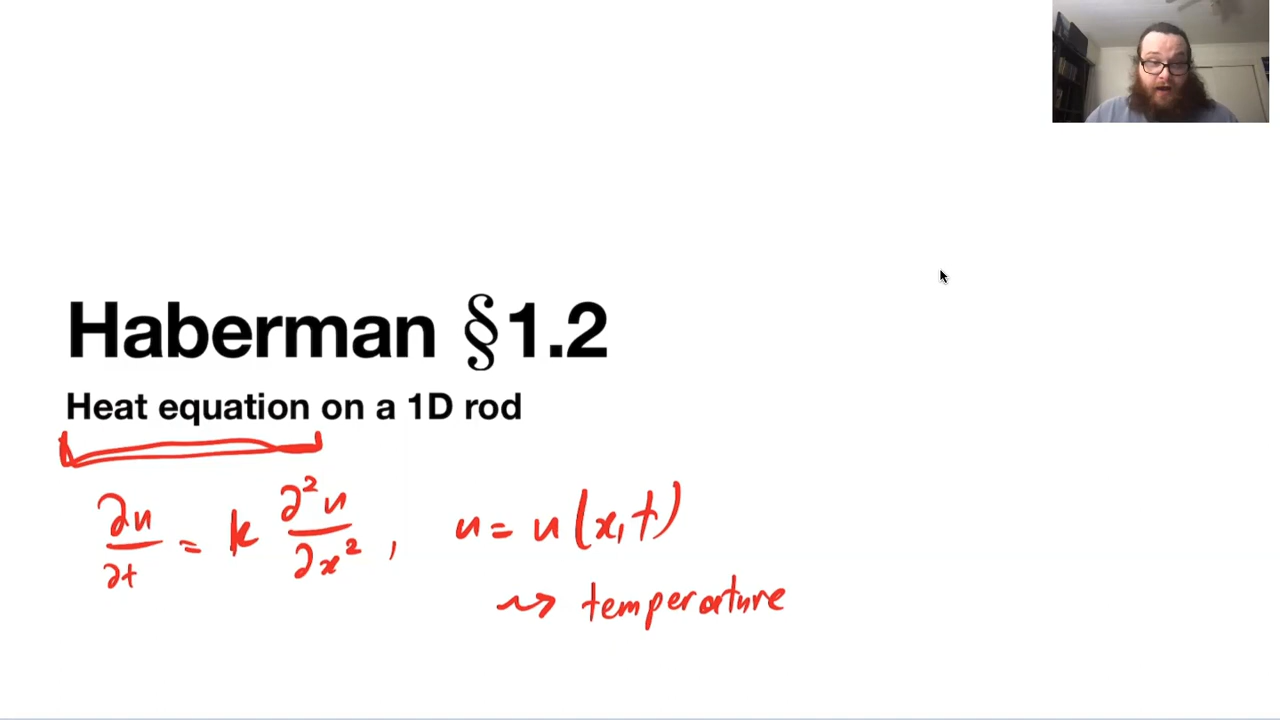 Haberman §1.2
Heat equation on a 1D rod
∂u/∂t = k ∂²u/∂x² , u = u(x,t)
⇝ temperature